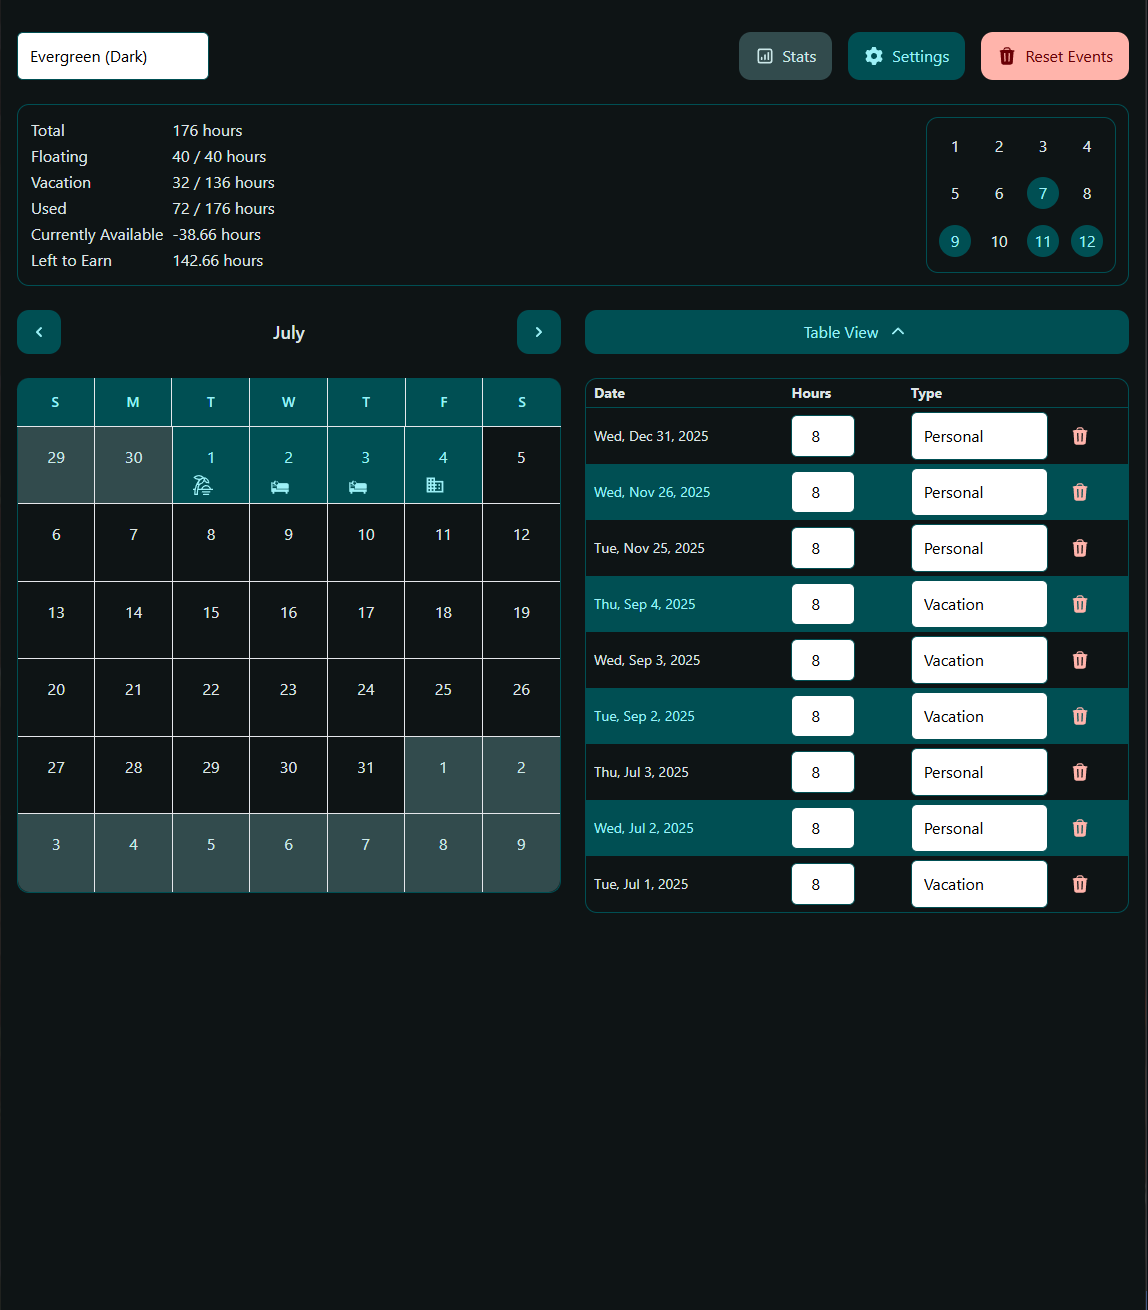 Evergreen (Dark)
Stats
Settings
Reset Events
Total 176 hours
Floating 40 / 40 hours
Vacation 32 / 136 hours
Used 72 / 176 hours
Currently Available -38.66 hours
Left to Earn 142.66 hours
1 2 3 4
5 6 7 8
9 10 11 12
July
S M T W T F S
29 30 1 2 3 4 5
6 7 8 9 10 11 12
13 14 15 16 17 18 19
20 21 22 23 24 25 26
27 28 29 30 31 1 2
3 4 5 6 7 8 9
Table View
Date Hours Type
Wed, Dec 31, 2025 8 Personal
Wed, Nov 26, 2025 8 Personal
Tue, Nov 25, 2025 8 Personal
Thu, Sep 4, 2025 8 Vacation
Wed, Sep 3, 2025 8 Vacation
Tue, Sep 2, 2025 8 Vacation
Thu, Jul 3, 2025 8 Personal
Wed, Jul 2, 2025 8 Personal
Tue, Jul 1, 2025 8 Vacation